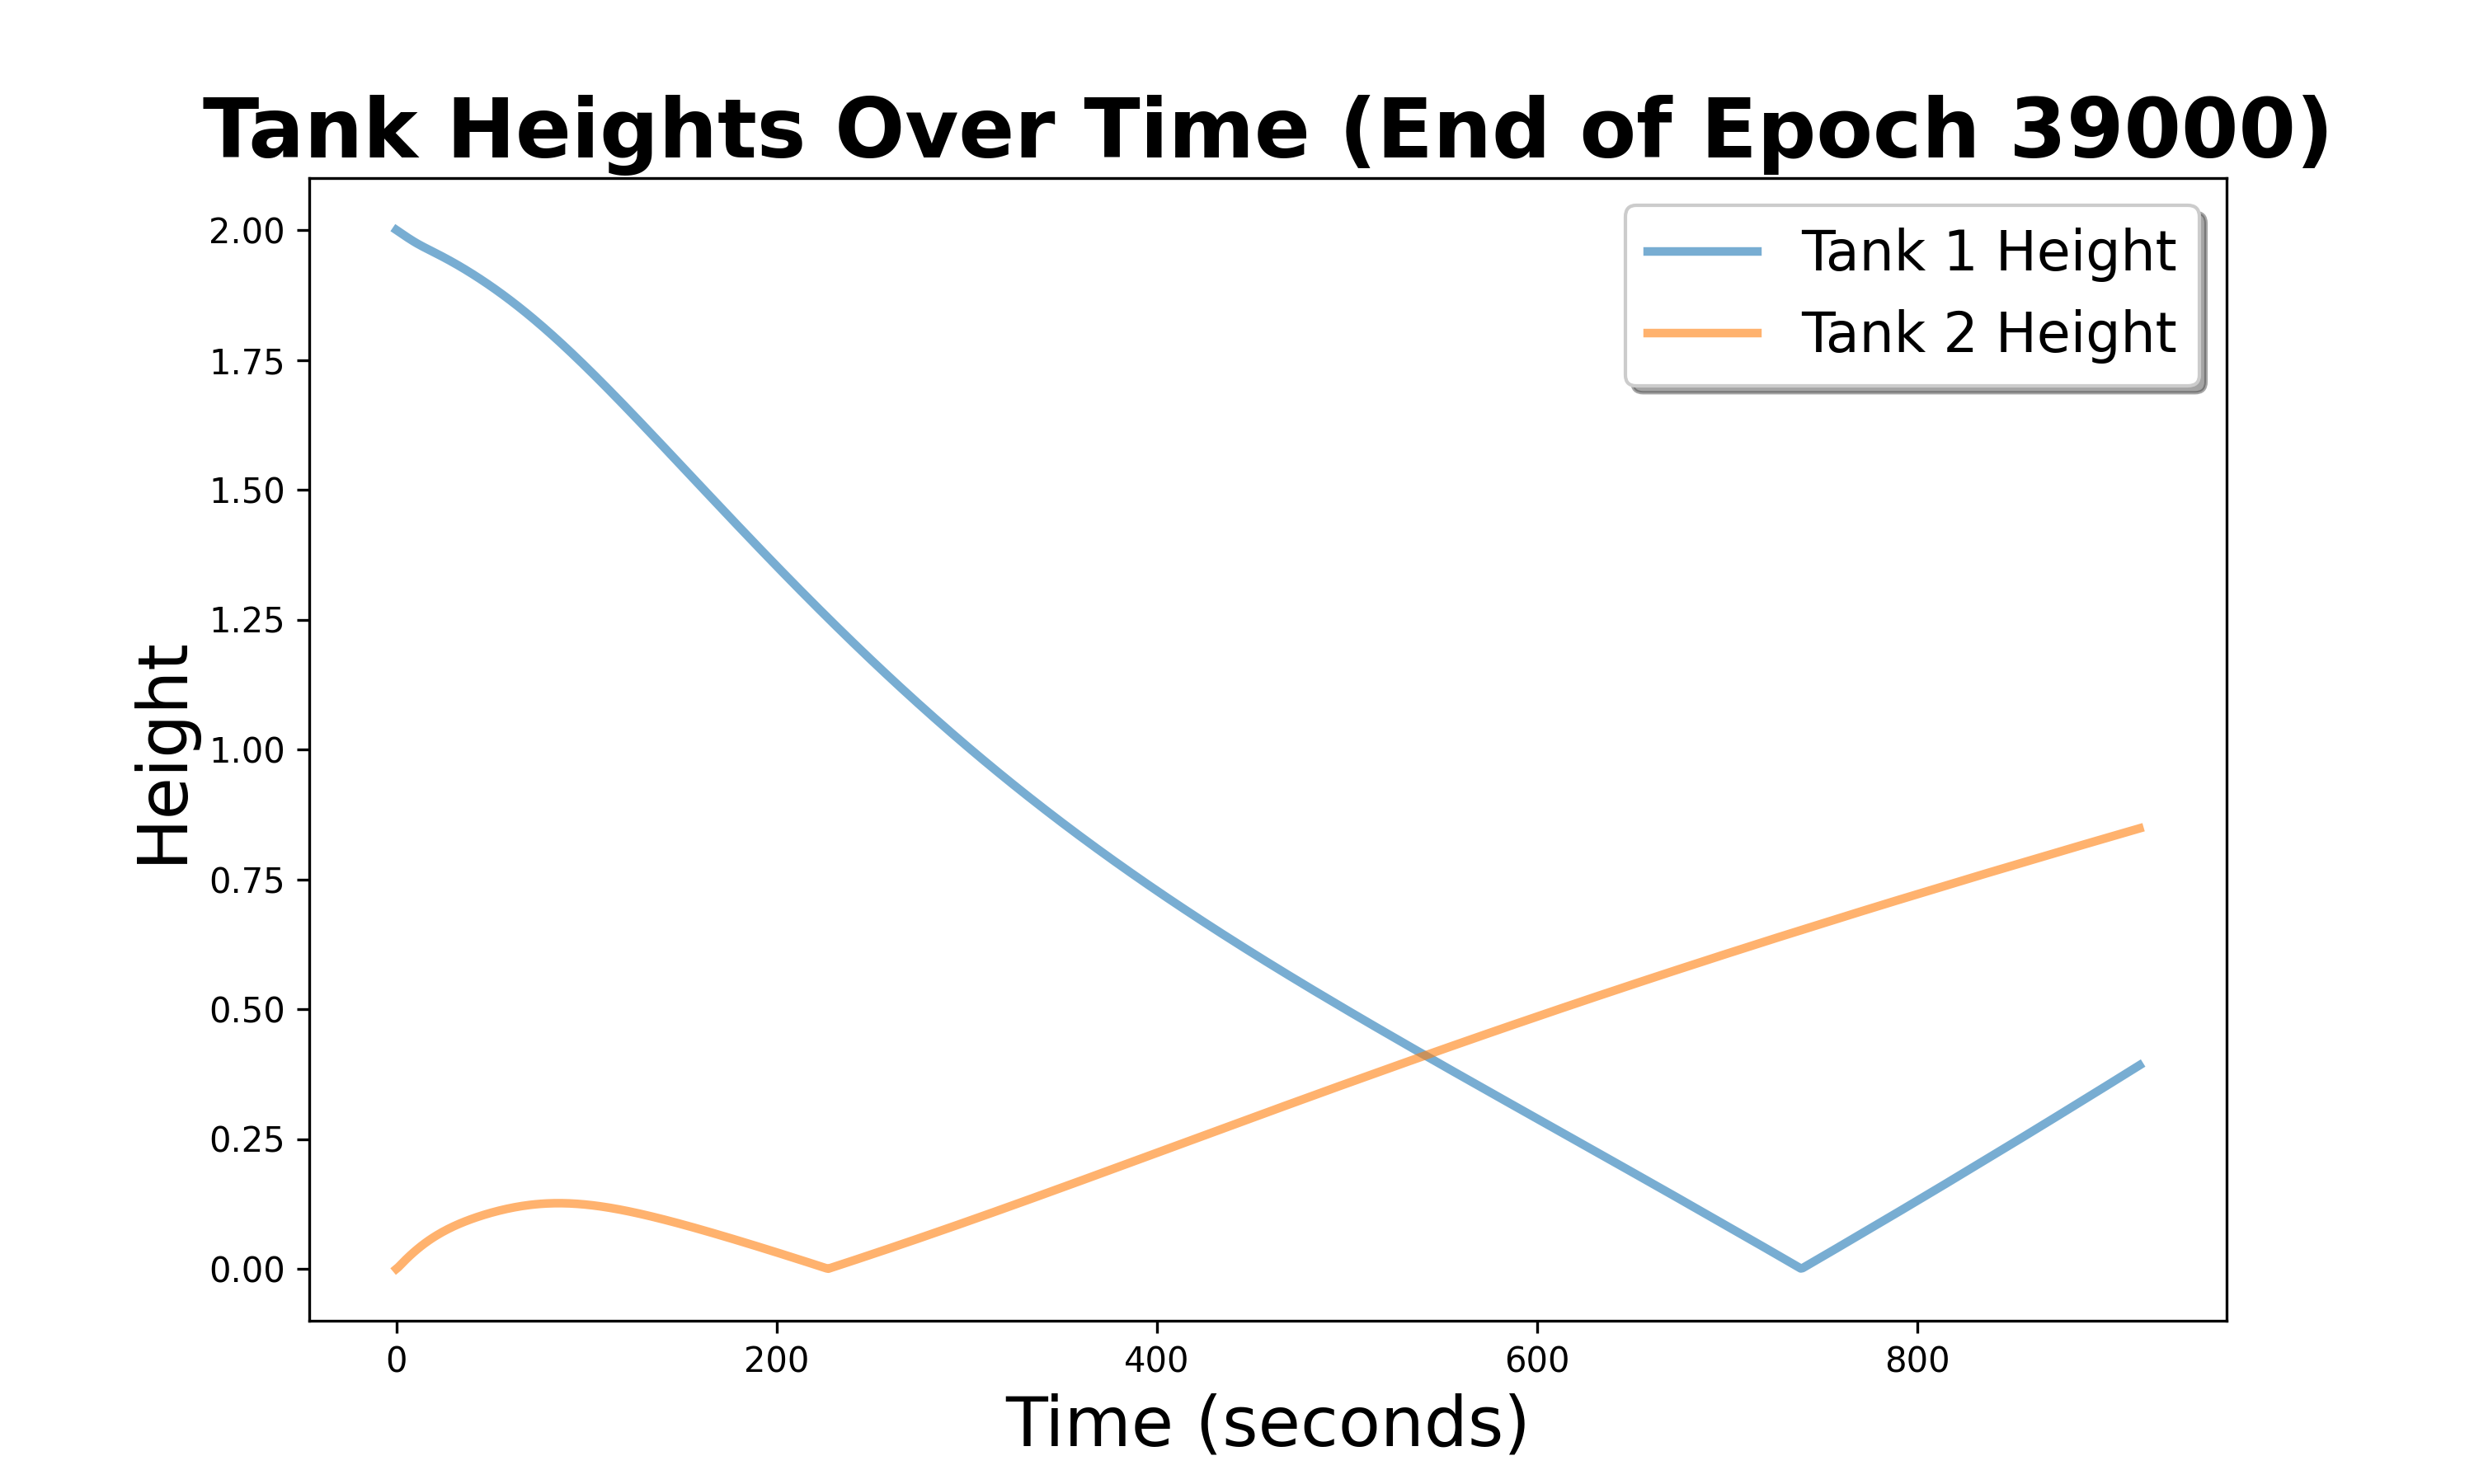 Tank Heights Over Time (End of Epoch 39000)
Tank 1 Height
Tank 2 Height
Height
2.00
1.75
1.50
1.25
1.00
0.75
0.50
0.25
0.00
0 200 400 600 800
Time (seconds)